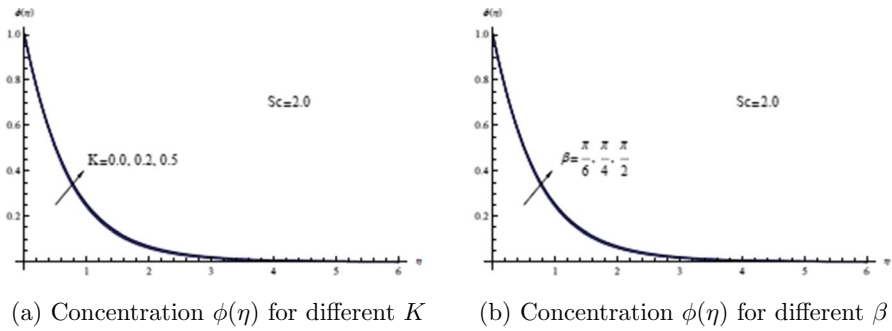 ϕ(η)
1.0
0.8
0.6
0.4
0.2
1 2 3 4 5 6 η
Sc=2.0
K=0.0, 0.2, 0.5
(a) Concentration ϕ(η) for different K
ϕ(η)
1.0
0.8
0.6
0.4
0.2
1 2 3 4 5 6 η
Sc=2.0
β=π/6, π/4, π/2
(b) Concentration ϕ(η) for different β